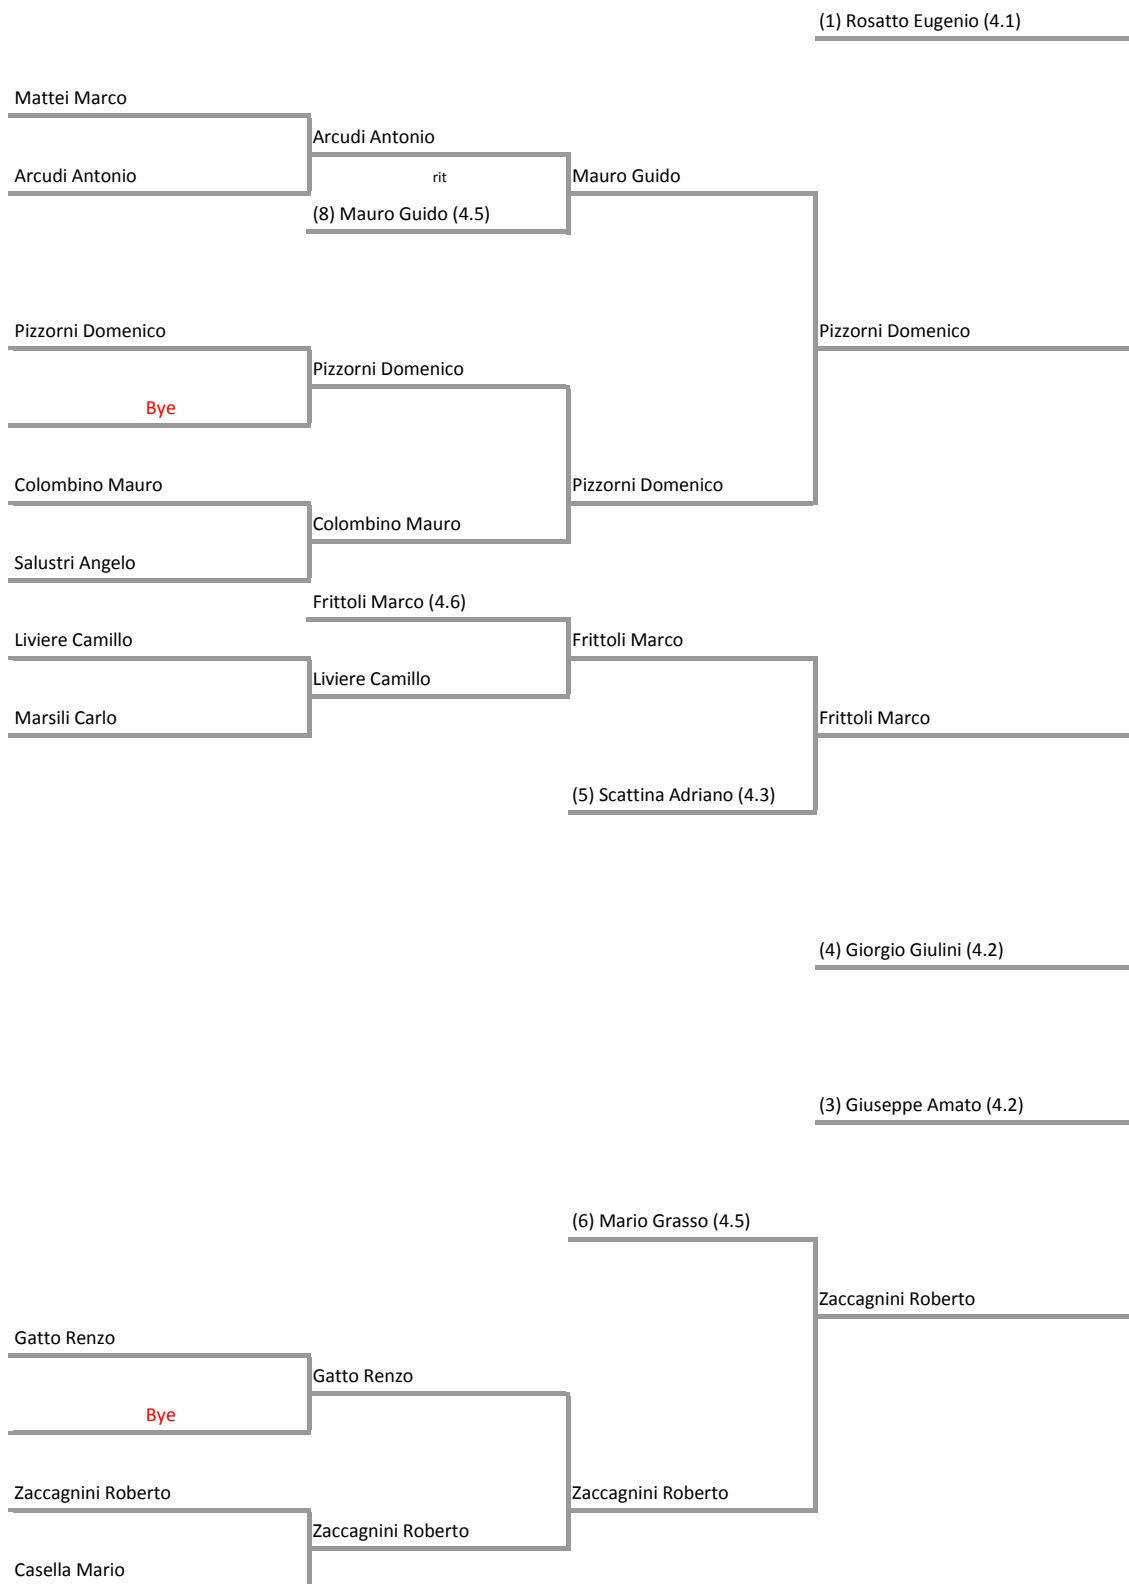 (1) Rosatto Eugenio (4.1)
Mattei Marco
Arcudi Antonio
Arcudi Antonio
rit
Mauro Guido
(8) Mauro Guido (4.5)
Pizzorni Domenico
Pizzorni Domenico
Pizzorni Domenico
Bye
Colombino Mauro
Pizzorni Domenico
Colombino Mauro
Salustri Angelo
Frittoli Marco (4.6)
Liviere Camillo
Frittoli Marco
Liviere Camillo
Marsili Carlo
Frittoli Marco
(5) Scattina Adriano (4.3)
(4) Giorgio Giulini (4.2)
(3) Giuseppe Amato (4.2)
(6) Mario Grasso (4.5)
Zaccagnini Roberto
Gatto Renzo
Gatto Renzo
Bye
Zaccagnini Roberto
Zaccagnini Roberto
Zaccagnini Roberto
Casella Mario